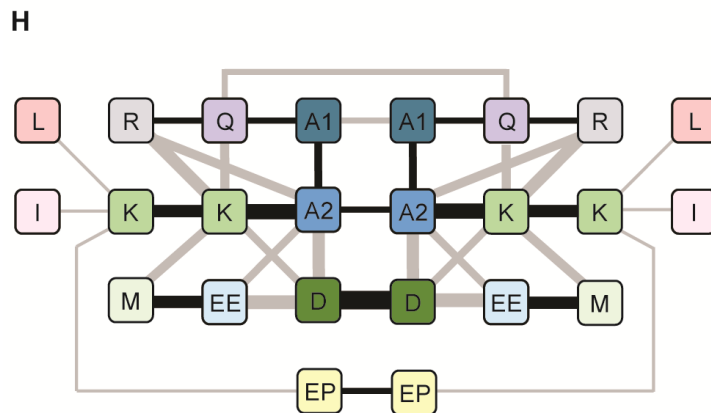 H
L R Q A1 A1 Q R L
I K K A2 A2 K K I
M EE D D EE M
EP EP